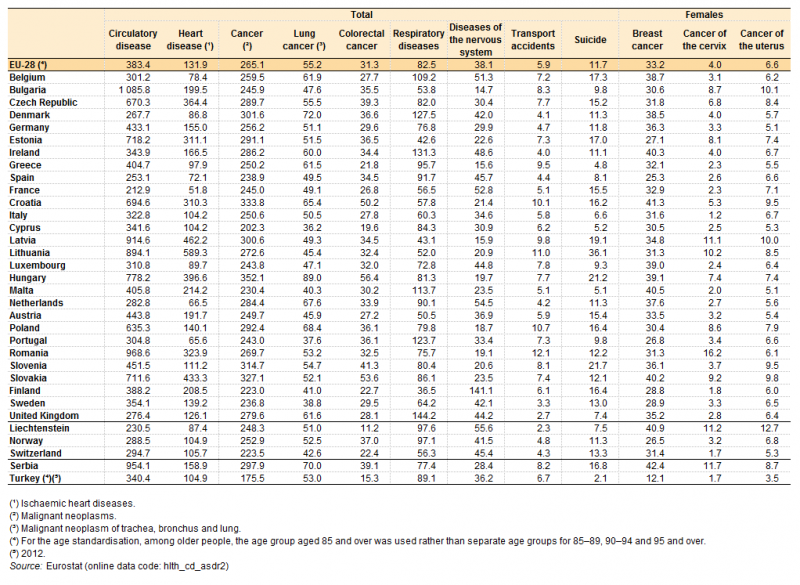 Total Females
Circulatory disease Heart disease (¹) Cancer (²) Lung cancer (³) Colorectal cancer Respiratory diseases Diseases of the nervous system Transport accidents Suicide Breast cancer Cancer of the cervix Cancer of the uterus
EU-28 (⁴) 383.4 131.9 265.1 55.2 31.3 82.5 38.1 5.9 11.7 33.2 4.0 6.6
Belgium 301.2 78.4 259.5 61.9 27.7 109.2 51.3 7.2 17.3 38.7 3.1 6.2
Bulgaria 1 085.8 199.5 245.9 47.6 35.5 53.8 14.7 8.3 9.8 30.6 8.7 10.1
Czech Republic 670.3 364.4 289.7 55.5 39.3 82.0 30.4 7.7 15.2 31.8 6.8 8.4
Denmark 267.7 86.8 301.6 72.0 36.6 127.5 42.0 4.1 11.3 38.5 4.0 5.7
Germany 433.1 155.0 256.2 51.1 29.6 76.8 29.9 4.7 11.8 36.3 3.3 5.1
Estonia 718.2 311.1 291.1 51.5 36.5 42.6 22.6 7.3 17.0 27.1 8.1 7.4
Ireland 343.9 166.5 286.2 60.0 34.4 131.3 48.6 4.0 11.1 40.3 4.0 6.7
Greece 404.7 97.9 250.2 61.5 21.8 95.7 15.6 9.5 4.8 32.1 2.3 5.5
Spain 253.1 72.1 238.9 49.5 34.5 91.7 45.7 4.4 8.1 25.3 2.6 6.6
France 212.9 51.8 245.0 49.1 26.8 56.5 52.8 5.1 15.5 32.9 2.3 7.1
Croatia 694.6 310.3 333.8 65.4 50.2 57.8 21.4 10.1 16.2 41.3 5.3 9.5
Italy 322.8 104.2 250.6 50.5 27.8 60.3 34.6 5.8 6.6 31.6 1.2 6.7
Cyprus 341.6 104.2 202.3 36.2 19.6 84.3 30.9 6.2 5.2 30.5 2.5 5.3
Latvia 914.6 462.2 300.6 49.3 34.5 43.1 15.9 9.8 19.1 34.8 11.1 10.0
Lithuania 894.1 589.3 272.6 45.4 32.4 52.0 20.9 11.0 36.1 31.3 10.2 8.5
Luxembourg 310.8 89.7 243.8 47.1 32.0 72.8 44.8 7.8 9.3 39.0 2.4 6.4
Hungary 778.2 396.6 352.1 89.0 56.4 81.3 19.7 7.7 21.2 39.1 7.4 7.4
Malta 405.8 214.2 230.4 40.3 30.2 113.7 23.5 5.1 5.1 40.5 2.0 5.1
Netherlands 282.8 66.5 284.4 67.6 33.9 90.1 54.5 4.2 11.3 37.6 2.7 5.6
Austria 443.8 191.7 249.7 45.9 27.2 50.5 36.9 5.9 15.4 33.5 3.2 5.4
Poland 635.3 140.1 292.4 68.4 36.1 79.8 18.7 10.7 16.4 30.4 8.6 7.9
Portugal 304.8 65.6 243.0 37.6 36.1 123.7 33.4 7.3 9.8 26.8 3.4 6.6
Romania 968.6 323.9 269.7 53.2 32.5 75.7 19.1 12.1 12.2 31.3 16.2 6.1
Slovenia 451.5 111.2 314.7 54.7 41.3 80.4 20.6 8.1 21.7 36.1 3.7 9.5
Slovakia 711.6 433.3 327.1 52.1 53.6 86.1 23.5 7.4 12.1 40.2 9.2 9.8
Finland 388.2 208.5 223.0 41.0 22.7 36.5 141.1 6.1 16.4 28.8 1.8 6.0
Sweden 354.1 139.2 236.8 38.8 29.5 64.2 42.1 3.3 13.0 28.9 3.3 6.5
United Kingdom 276.4 126.1 279.6 61.6 28.1 144.2 44.2 2.7 7.4 35.2 2.8 6.4
Liechtenstein 230.5 87.4 248.3 51.0 11.2 97.6 55.6 2.3 7.5 40.9 11.2 12.7
Norway 288.5 104.9 252.9 52.5 37.0 97.1 41.5 4.8 11.3 26.5 3.2 6.8
Switzerland 294.7 105.7 223.5 42.6 22.4 56.3 45.4 4.3 13.3 31.4 1.7 5.3
Serbia 954.1 158.9 297.9 70.0 39.1 77.4 28.4 8.2 16.8 42.4 11.7 8.7
Turkey (⁴)(⁵) 340.4 104.9 175.5 53.0 15.3 89.1 36.2 6.7 2.1 12.1 1.7 3.5
(¹) Ischaemic heart diseases.
(²) Malignant neoplasms.
(³) Malignant neoplasm of trachea, bronchus and lung.
(⁴) For the age standardisation, among older people, the age group aged 85 and over was used rather than separate age groups for 85–89, 90–94 and 95 and over.
(⁵) 2012.
Source: Eurostat (online data code: hlth_cd_asdr2)